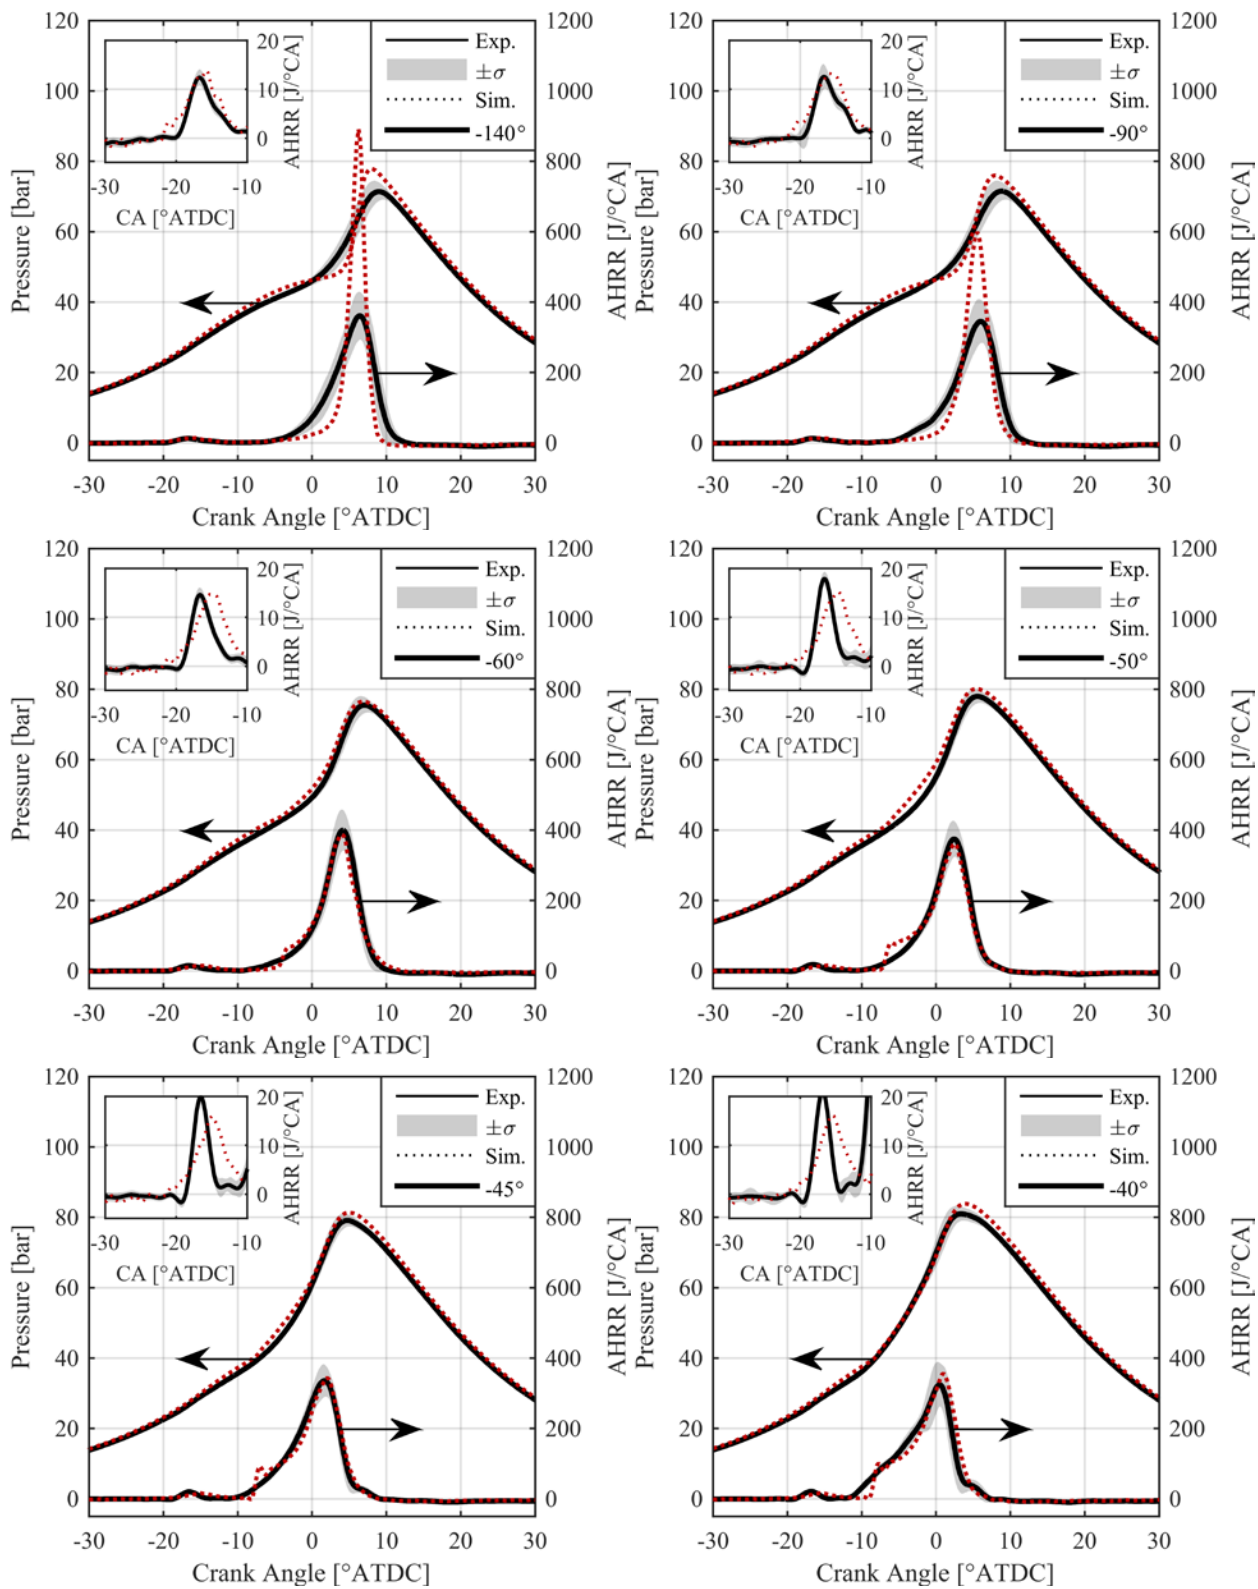 120
100
80
60
40
20
0
Pressure [bar]
1200
1000
800
600
400
200
0
AHRR [J/°CA]
20
10
0
AHRR [J/°CA]
-30 -20 -10
CA [°ATDC]
Exp.
±σ
Sim.
-140°
-30 -20 -10 0 10 20 30
Crank Angle [°ATDC]
120
100
80
60
40
20
0
Pressure [bar]
1200
1000
800
600
400
200
0
AHRR [J/°CA]
20
10
0
AHRR [J/°CA]
-30 -20 -10
CA [°ATDC]
Exp.
±σ
Sim.
-90°
-30 -20 -10 0 10 20 30
Crank Angle [°ATDC]
120
100
80
60
40
20
0
Pressure [bar]
1200
1000
800
600
400
200
0
AHRR [J/°CA]
20
10
0
AHRR [J/°CA]
-30 -20 -10
CA [°ATDC]
Exp.
±σ
Sim.
-60°
-30 -20 -10 0 10 20 30
Crank Angle [°ATDC]
120
100
80
60
40
20
0
Pressure [bar]
1200
1000
800
600
400
200
0
AHRR [J/°CA]
20
10
0
AHRR [J/°CA]
-30 -20 -10
CA [°ATDC]
Exp.
±σ
Sim.
-50°
-30 -20 -10 0 10 20 30
Crank Angle [°ATDC]
120
100
80
60
40
20
0
Pressure [bar]
1200
1000
800
600
400
200
0
AHRR [J/°CA]
20
10
0
AHRR [J/°CA]
-30 -20 -10
CA [°ATDC]
Exp.
±σ
Sim.
-45°
-30 -20 -10 0 10 20 30
Crank Angle [°ATDC]
120
100
80
60
40
20
0
Pressure [bar]
1200
1000
800
600
400
200
0
AHRR [J/°CA]
20
10
0
AHRR [J/°CA]
-30 -20 -10
CA [°ATDC]
Exp.
±σ
Sim.
-40°
-30 -20 -10 0 10 20 30
Crank Angle [°ATDC]